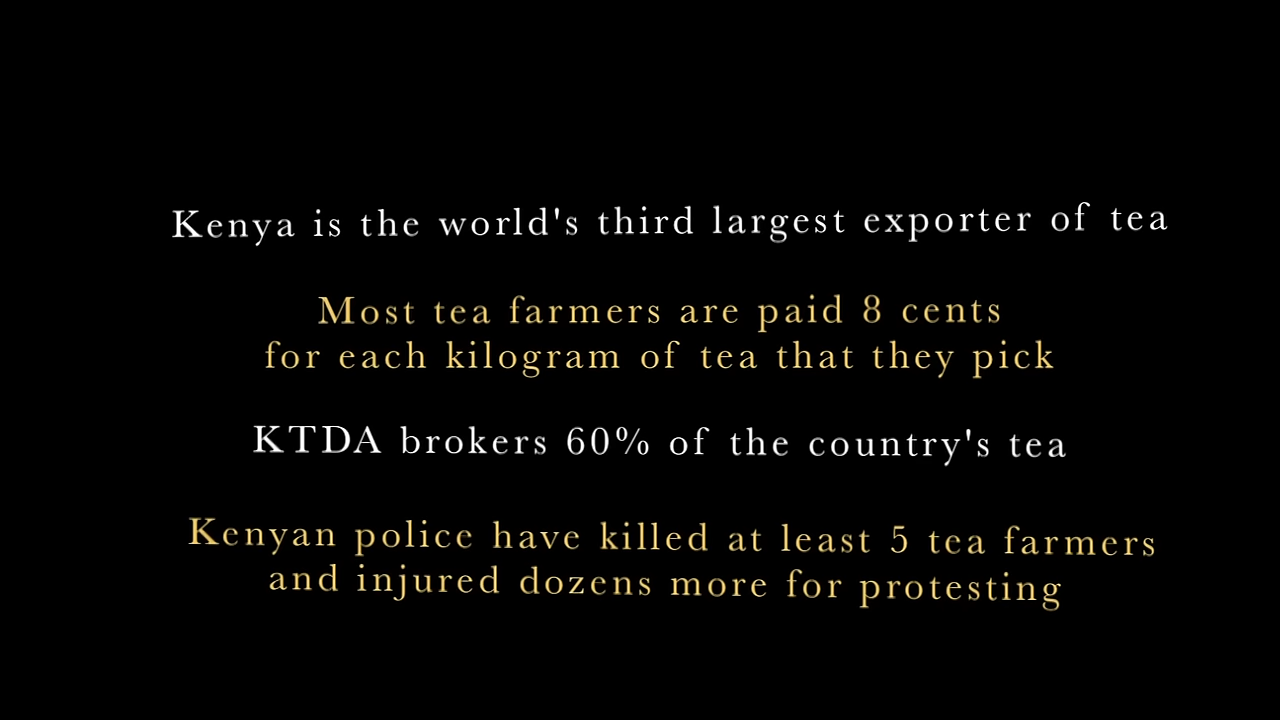 Kenya is the world's third largest exporter of tea
Most tea farmers are paid 8 cents
for each kilogram of tea that they pick
KTDA brokers 60% of the country's tea
Kenyan police have killed at least 5 tea farmers
and injured dozens more for protesting